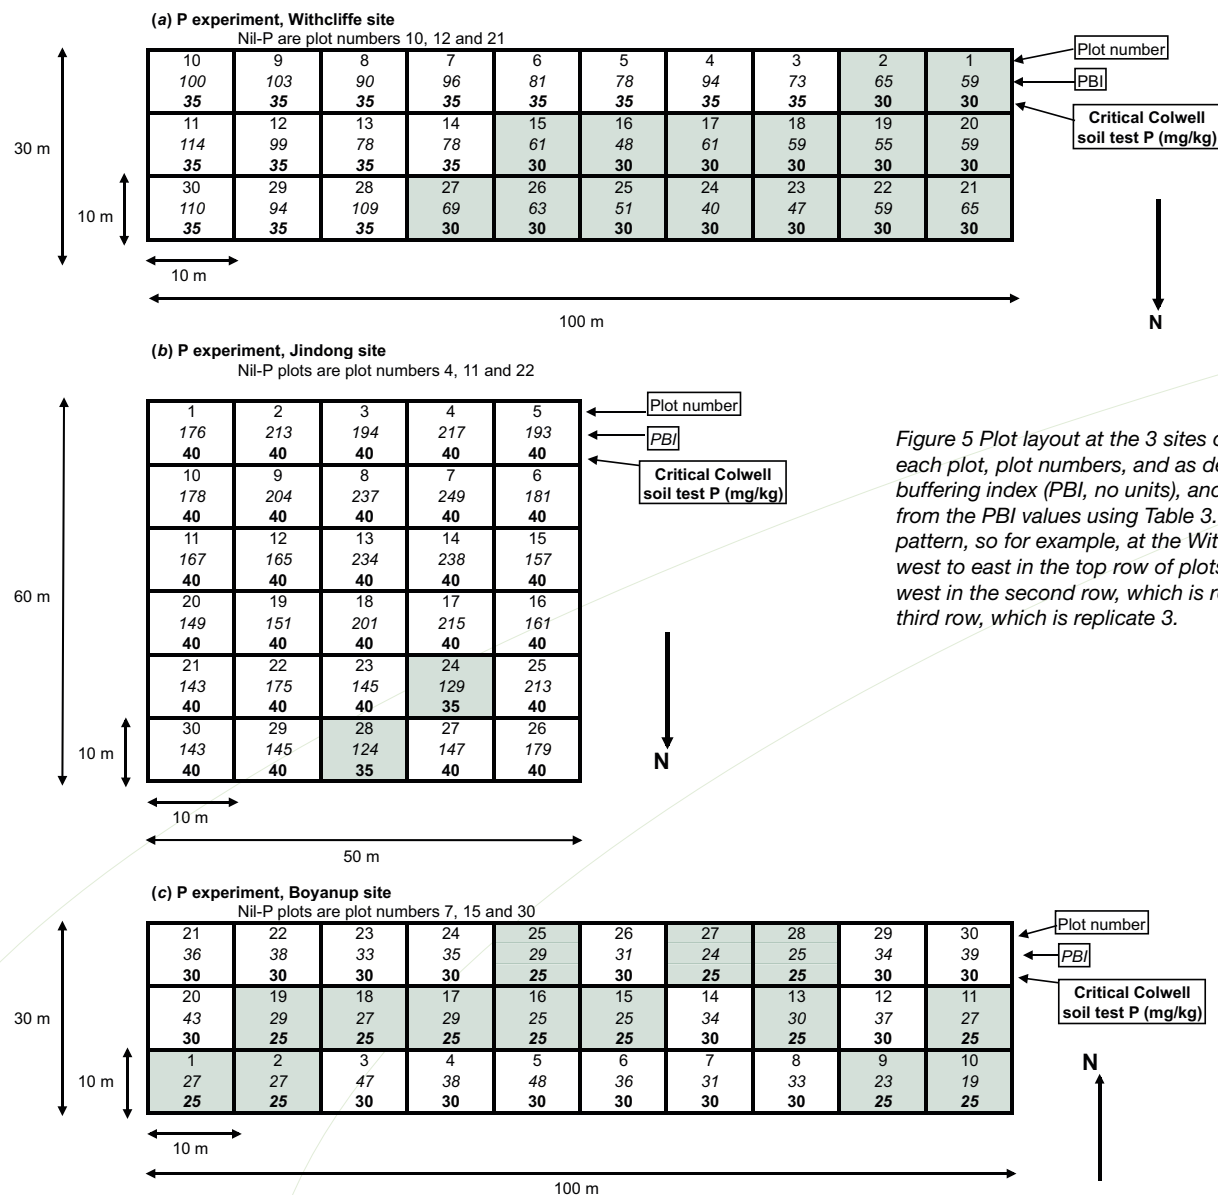 (a) P experiment, Withcliffe site
Nil-P are plot numbers 10, 12 and 21
10 9 8 7 6 5 4 3 2 1
100 103 90 96 81 78 94 73 65 59
35 35 35 35 35 35 35 35 30 30
11 12 13 14 15 16 17 18 19 20
114 99 78 78 61 48 61 59 55 59
35 35 35 35 30 30 30 30 30 30
30 29 28 27 26 25 24 23 22 21
110 94 109 69 63 51 40 47 59 65
35 35 35 30 30 30 30 30 30 30
Plot number
PBI
Critical Colwell
soil test P (mg/kg)
30 m
10 m
10 m
100 m
N
(b) P experiment, Jindong site
Nil-P plots are plot numbers 4, 11 and 22
1 2 3 4 5
176 213 194 217 193
40 40 40 40 40
10 9 8 7 6
178 204 237 249 181
40 40 40 40 40
11 12 13 14 15
167 165 234 238 157
40 40 40 40 40
20 19 18 17 16
149 151 201 215 161
40 40 40 40 40
21 22 23 24 25
143 175 145 129 213
40 40 40 35 40
30 29 28 27 26
143 145 124 147 179
40 40 35 40 40
Plot number
PBI
Critical Colwell
soil test P (mg/kg)
60 m
10 m
10 m
50 m
N
Figure 5 Plot layout at the 3 sites
each plot, plot numbers, and as
buffering index (PBI, no units), and
from the PBI values using Table 3.
pattern, so for example, at the
west to east in the top row of plots
west in the second row, which is
third row, which is replicate 3.
(c) P experiment, Boyanup site
Nil-P plots are plot numbers 7, 15 and 30
21 22 23 24 25 26 27 28 29 30
36 38 33 35 29 31 24 25 34 39
30 30 30 30 25 30 25 25 30 30
20 19 18 17 16 15 14 13 12 11
43 29 27 29 25 25 34 30 37 27
30 25 25 25 25 25 30 25 30 25
1 2 3 4 5 6 7 8 9 10
27 27 47 38 48 36 31 33 23 19
25 25 30 30 30 30 30 30 25 25
Plot number
PBI
Critical Colwell
soil test P (mg/kg)
30 m
10 m
10 m
100 m
N